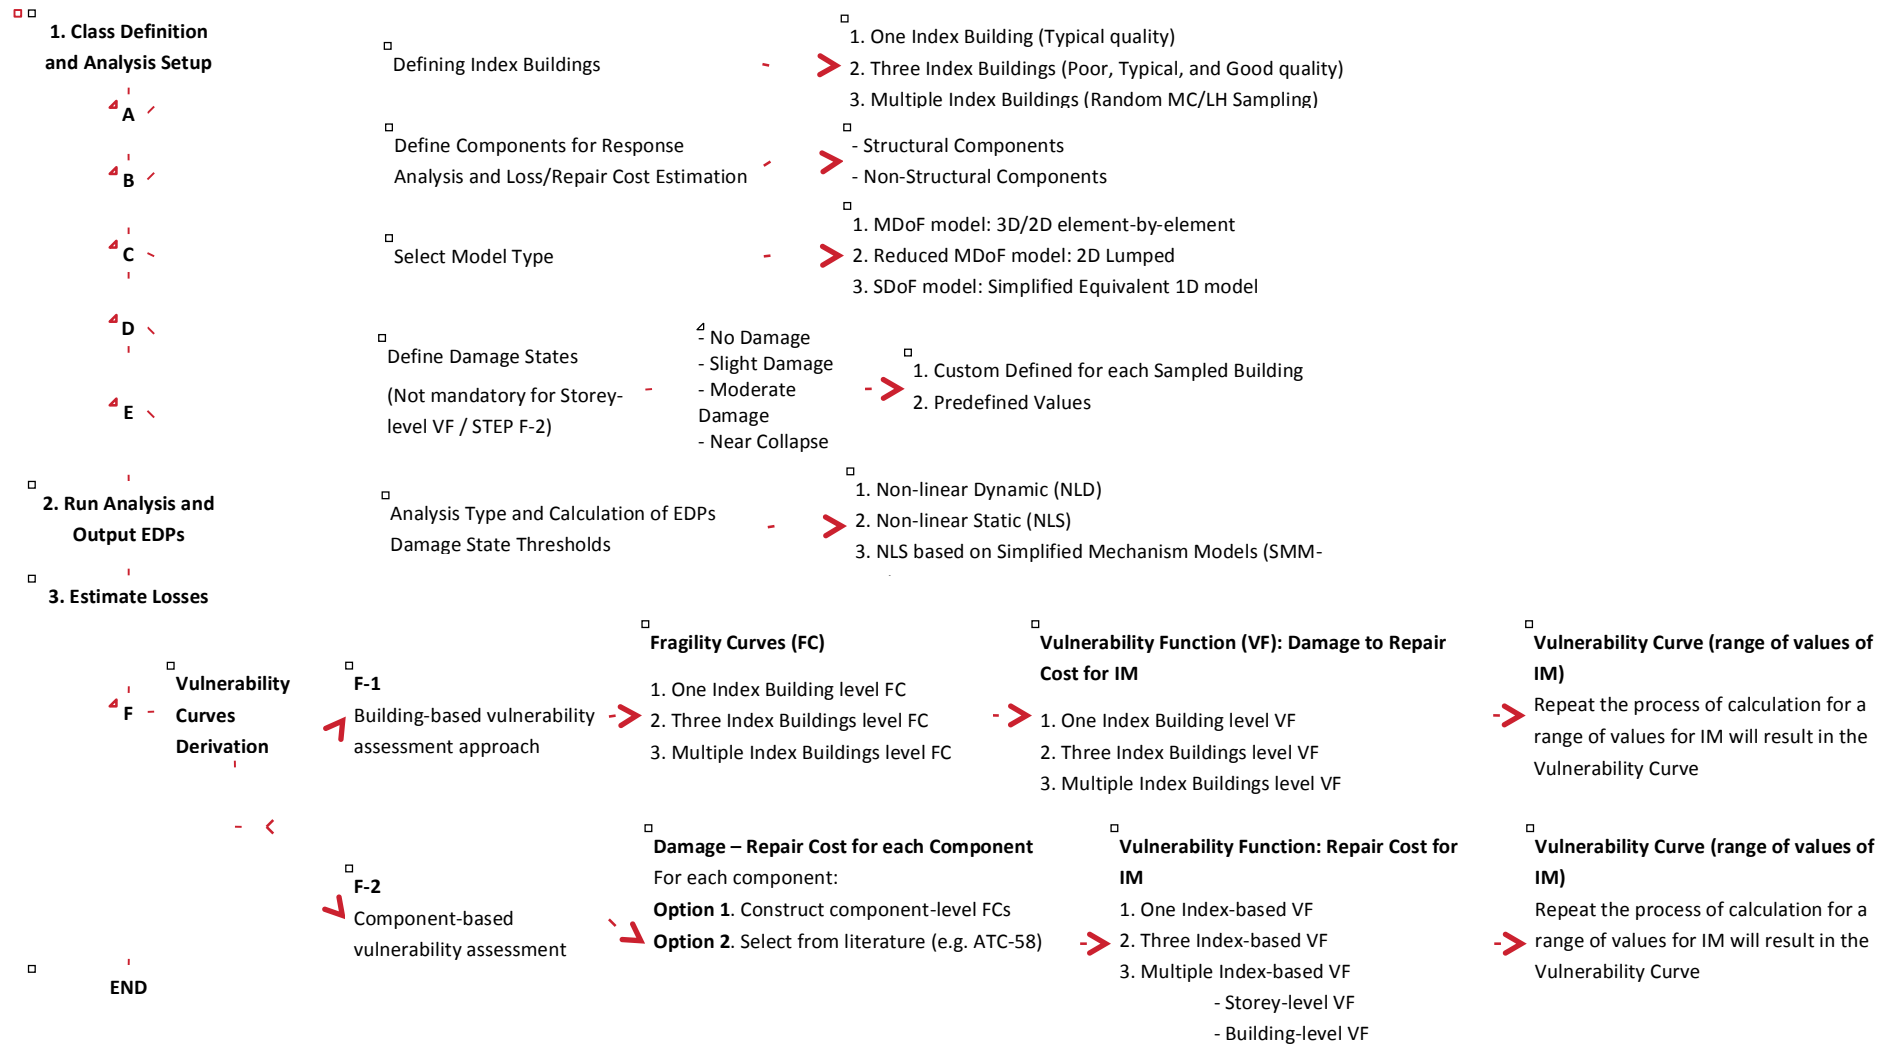 1. Class Definition
and Analysis Setup
A
Defining Index Buildings
1. One Index Building (Typical quality)
2. Three Index Buildings (Poor, Typical, and Good quality)
3. Multiple Index Buildings (Random MC/LH Sampling)
B
Define Components for Response
Analysis and Loss/Repair Cost Estimation
- Structural Components
- Non-Structural Components
C
Select Model Type
1. MDoF model: 3D/2D element-by-element
2. Reduced MDoF model: 2D Lumped
3. SDoF model: Simplified Equivalent 1D model
D
Define Damage States
(Not mandatory for Storey-
level VF / STEP F-2)
- No Damage
- Slight Damage
- Moderate
Damage
- Near Collapse
1. Custom Defined for each Sampled Building
2. Predefined Values
E
2. Run Analysis and
Output EDPs
Analysis Type and Calculation of EDPs
Damage State Thresholds
1. Non-linear Dynamic (NLD)
2. Non-linear Static (NLS)
3. NLS based on Simplified Mechanism Models (SMM-
3. Estimate Losses
F
Vulnerability
Curves
Derivation
F-1
Building-based vulnerability
assessment approach
Fragility Curves (FC)
1. One Index Building level FC
2. Three Index Buildings level FC
3. Multiple Index Buildings level FC
Vulnerability Function (VF): Damage to Repair
Cost for IM
1. One Index Building level VF
2. Three Index Buildings level VF
3. Multiple Index Buildings level VF
Vulnerability Curve (range of values of
IM)
Repeat the process of calculation for a
range of values for IM will result in the
Vulnerability Curve
F-2
Component-based
vulnerability assessment
Damage – Repair Cost for each Component
For each component:
Option 1. Construct component-level FCs
Option 2. Select from literature (e.g. ATC-58)
Vulnerability Function: Repair Cost for
IM
1. One Index-based VF
2. Three Index-based VF
3. Multiple Index-based VF
- Storey-level VF
- Building-level VF
Vulnerability Curve (range of values of
IM)
Repeat the process of calculation for a
range of values for IM will result in the
Vulnerability Curve
END